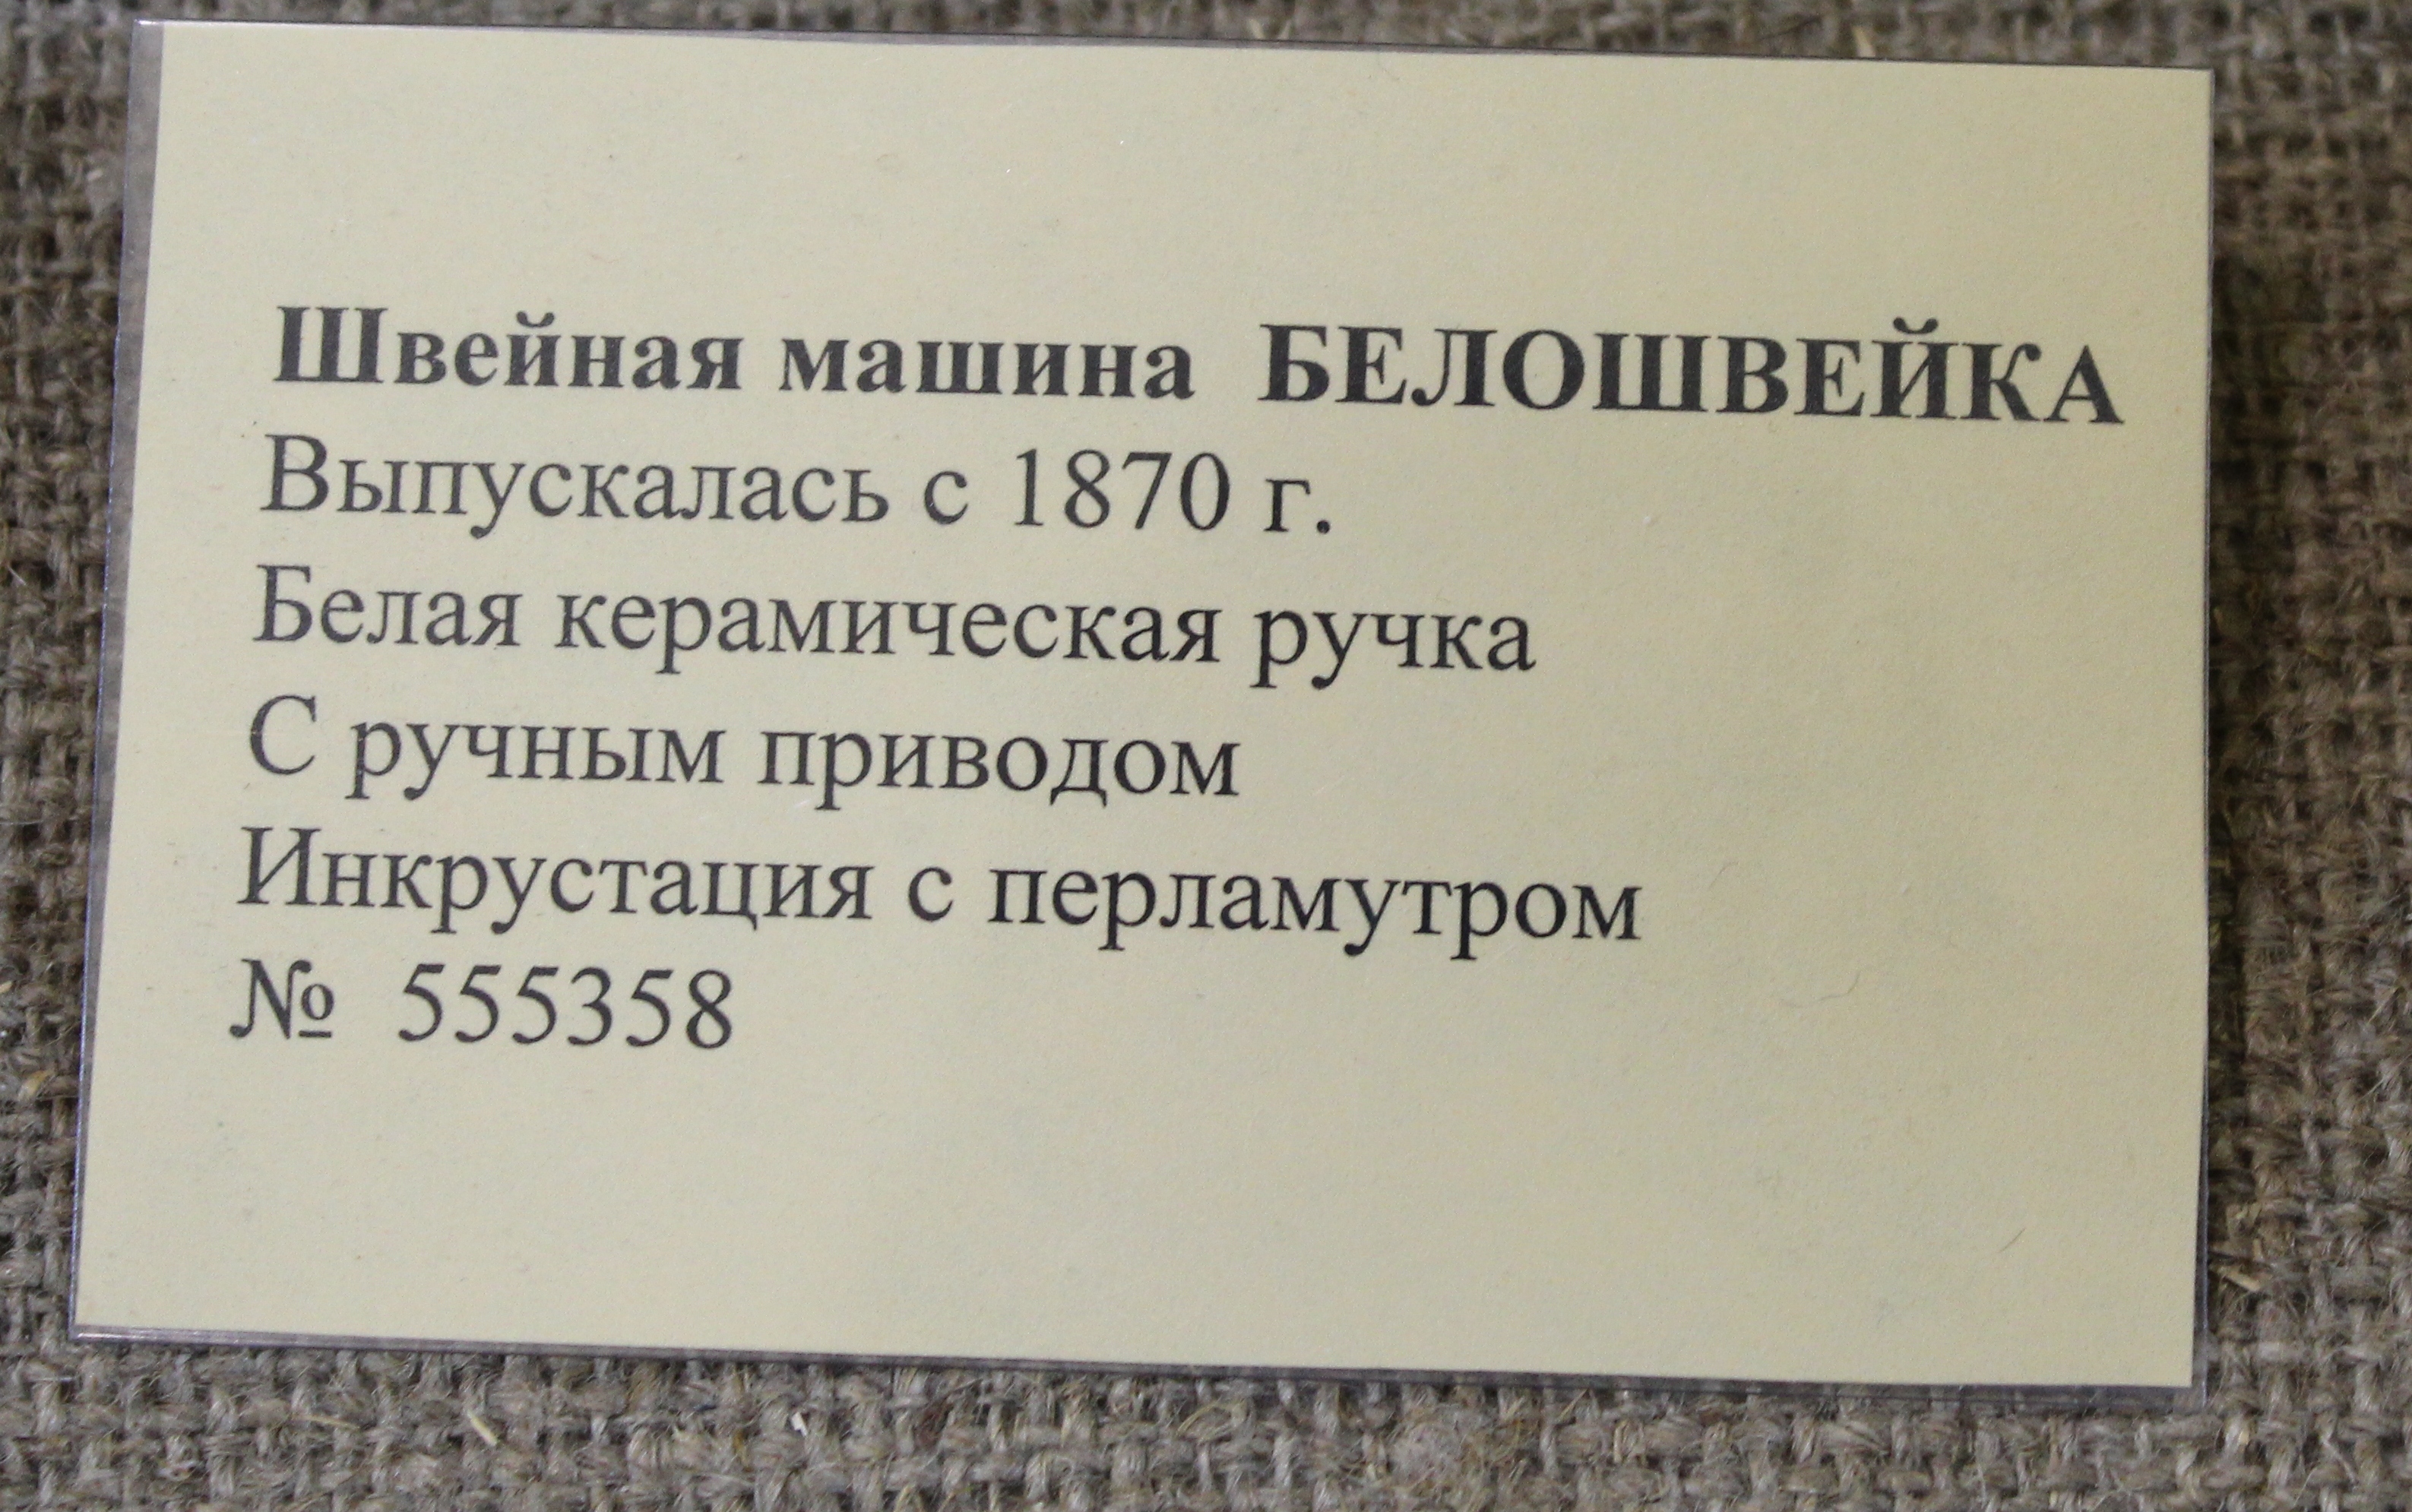 Швейная машина БЕЛОШВЕЙКА
Выпускалась с 1870 г.
Белая керамическая ручка
С ручным приводом
Инкрустация с перламутром
№ 555358